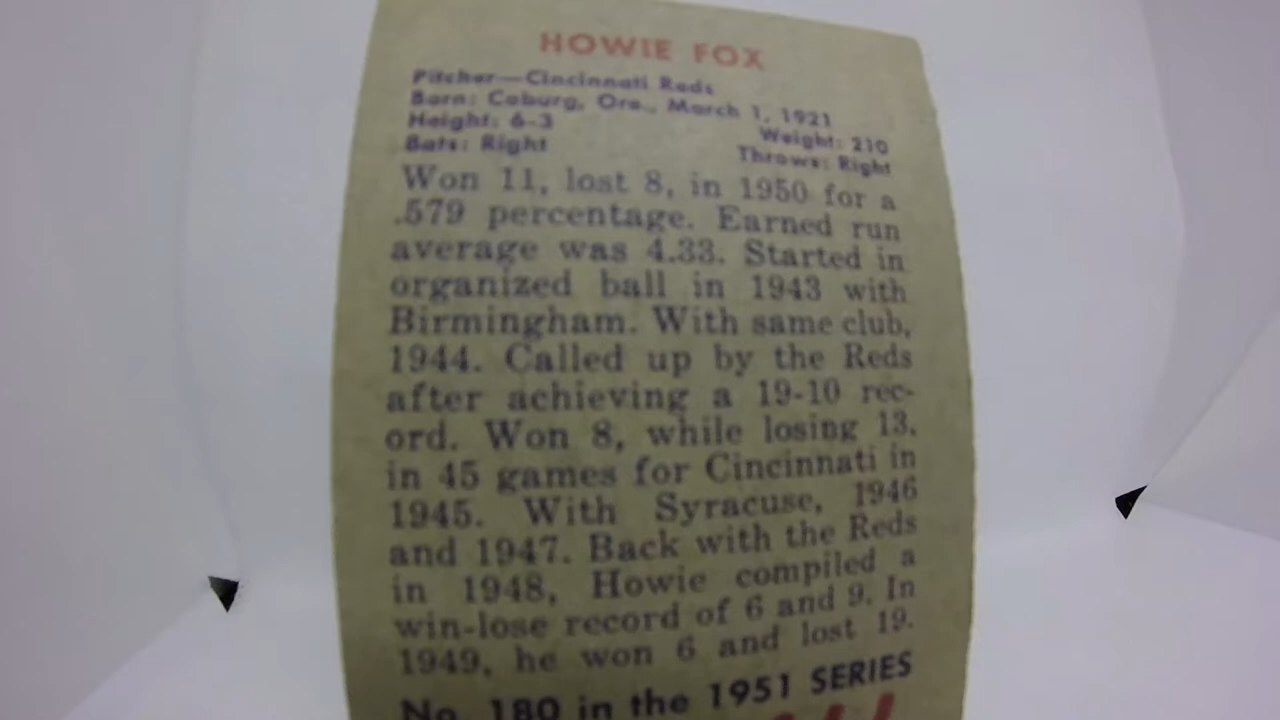 HOWIE FOX
Pitcher—Cincinnati Reds
Born: Coburg, Ore., March 1, 1921
Height: 6-3 Weight: 210
Bats: Right Throws: Right
Won 11, lost 8, in 1950 for a
.579 percentage. Earned run
average was 4.33. Started in
organized ball in 1943 with
Birmingham. With same club,
1944. Called up by the Reds
after achieving a 19-10 rec-
ord. Won 8, while losing 13,
in 45 games for Cincinnati in
1945. With Syracuse, 1946
and 1947. Back with the Reds
in 1948, Howie compiled a
win-lose record of 6 and 9. In
1949, he won 6 and lost 19.
No. 180 in the 1951 SERIES